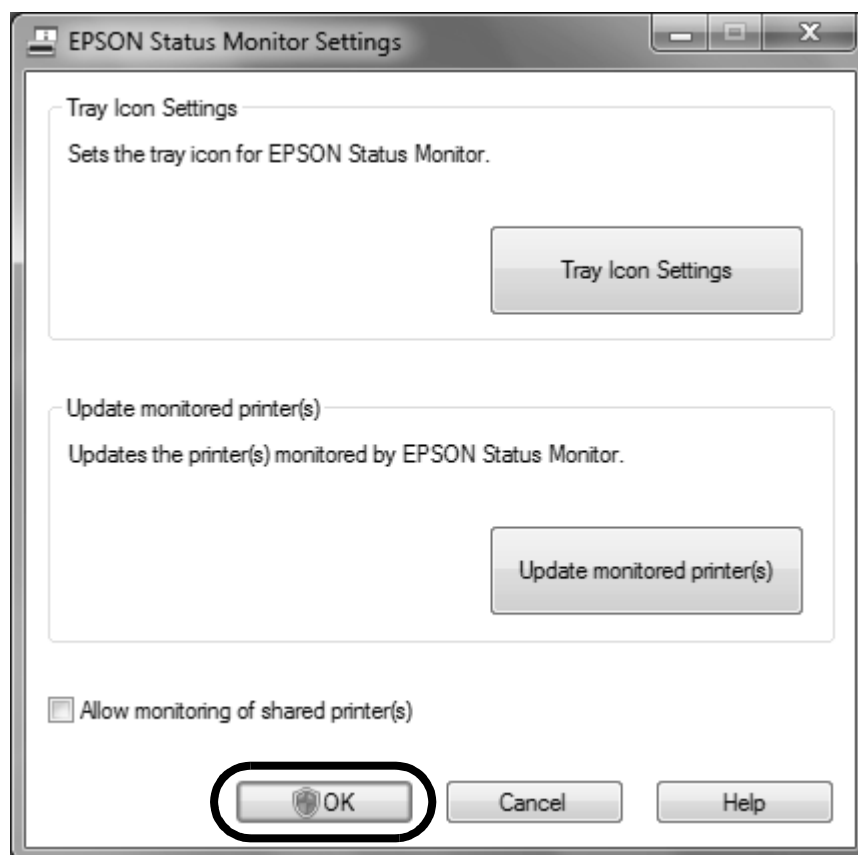 EPSON Status Monitor Settings
Tray Icon Settings
Sets the tray icon for EPSON Status Monitor.
Tray Icon Settings
Update monitored printer(s)
Updates the printer(s) monitored by EPSON Status Monitor.
Update monitored printer(s)
Allow monitoring of shared printer(s)
OK Cancel Help